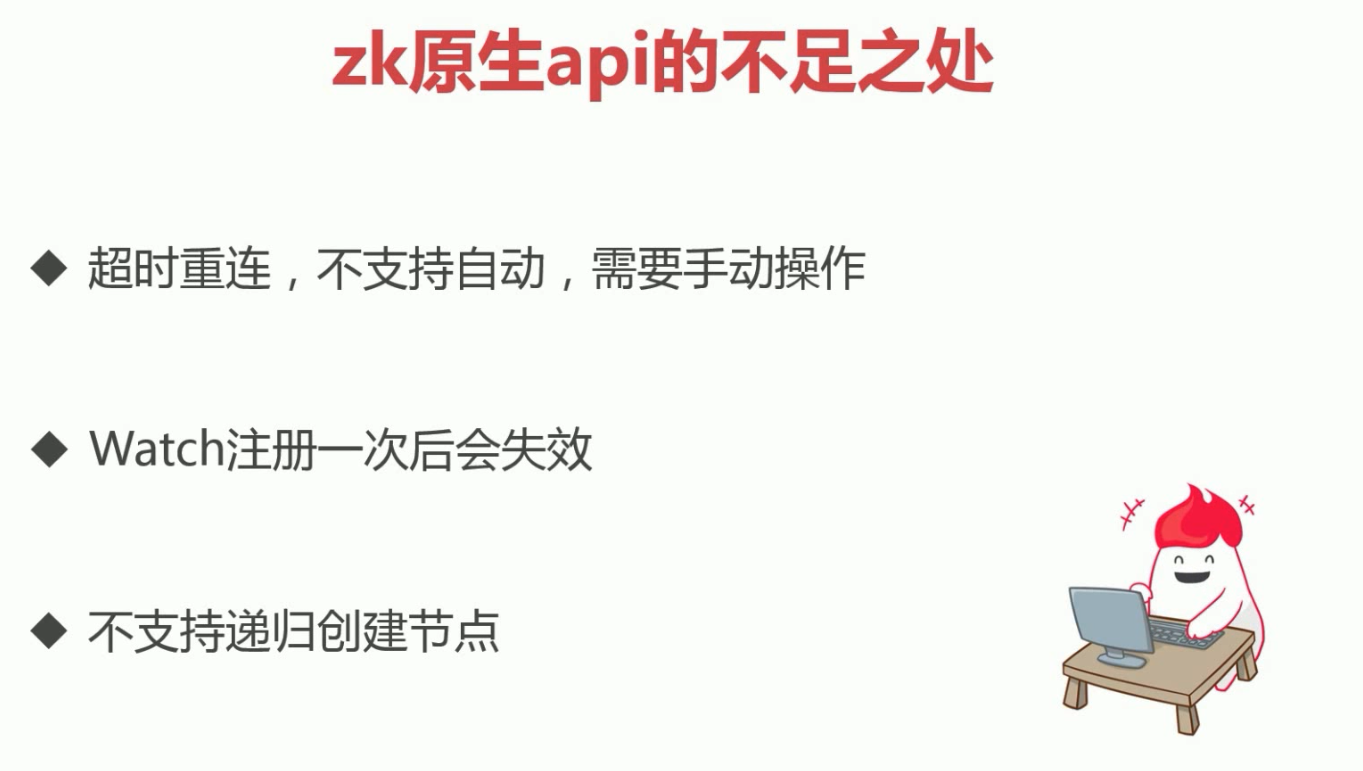 zk原生api的不足之处
◆ 超时重连，不支持自动，需要手动操作
◆ Watch注册一次后会失效
◆ 不支持递归创建节点